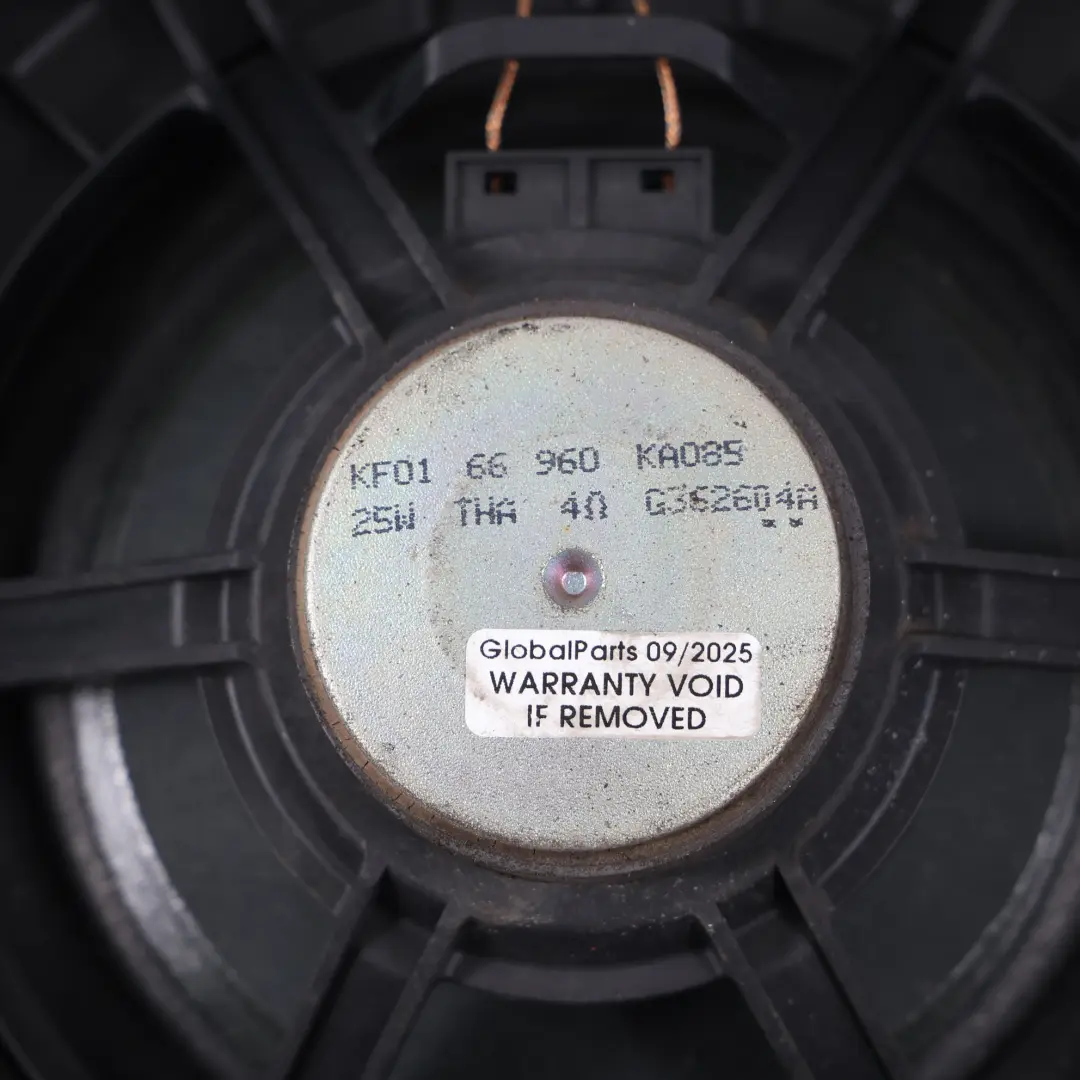 KF01 66 960 KA085
25W THA 4Ω G362604A
GlobalParts 09/2025
WARRANTY VOID
IF REMOVED